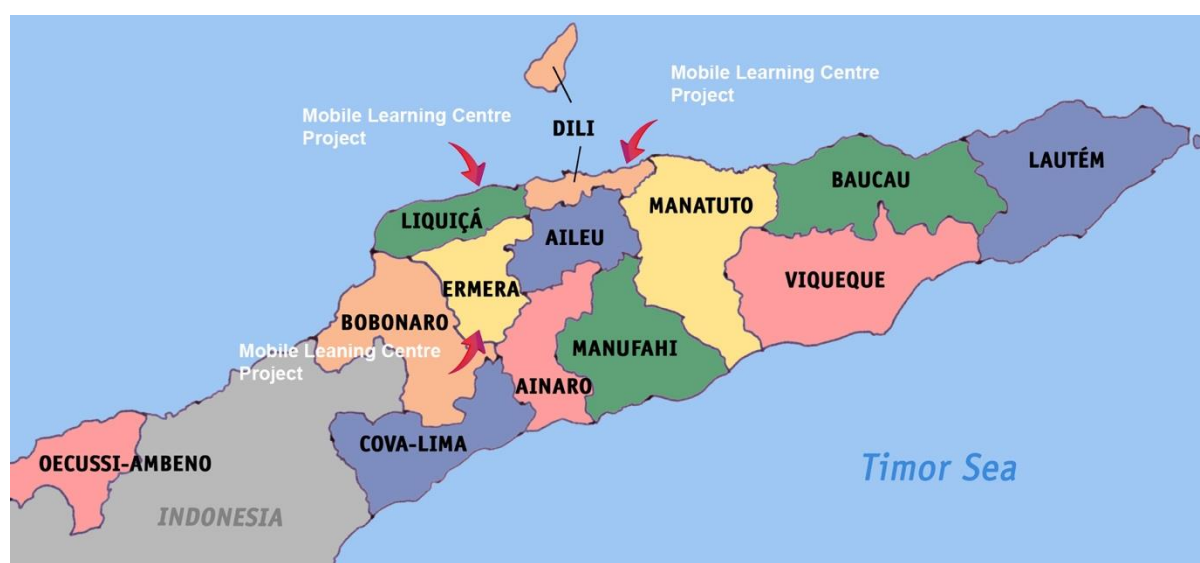 Mobile Learning Centre
Project
Mobile Learning Centre
Project
DILI
LAUTÉM
BAUCAU
MANATUTO
LIQUIÇÁ
AILEU
VIQUEQUE
ERMERA
BOBONARO
MANUFAHI
Mobile Leaning Centre
Project
AINARO
COVA-LIMA
OECUSSI-AMBENO
Timor Sea
INDONESIA